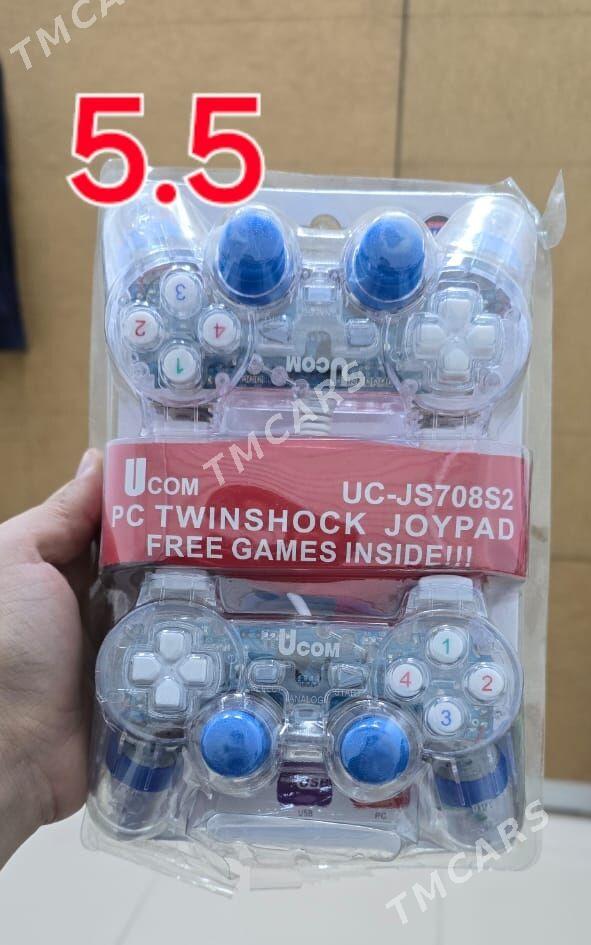 TMCARS
5.5
3
2
4
1
UCOM
TMCARS
UCOM
UC-JS708S2
PC TWINSHOCK JOYPAD
FREE GAMES INSIDE!!!
UCOM
1
4
2
3
ANALOG
START
USB
PC
TMCARS